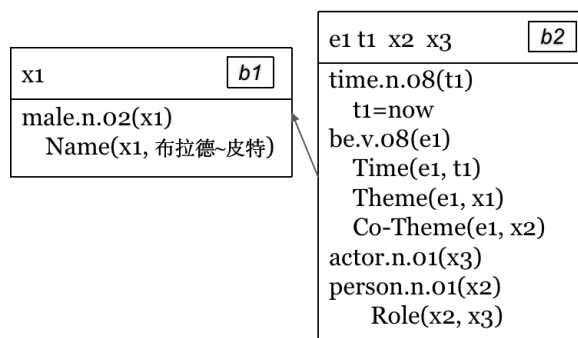 x1 b1
male.n.02(x1)
Name(x1, 布拉德~皮特)
e1 t1 x2 x3 b2
time.n.08(t1)
t1=now
be.v.08(e1)
Time(e1, t1)
Theme(e1, x1)
Co-Theme(e1, x2)
actor.n.01(x3)
person.n.01(x2)
Role(x2, x3)